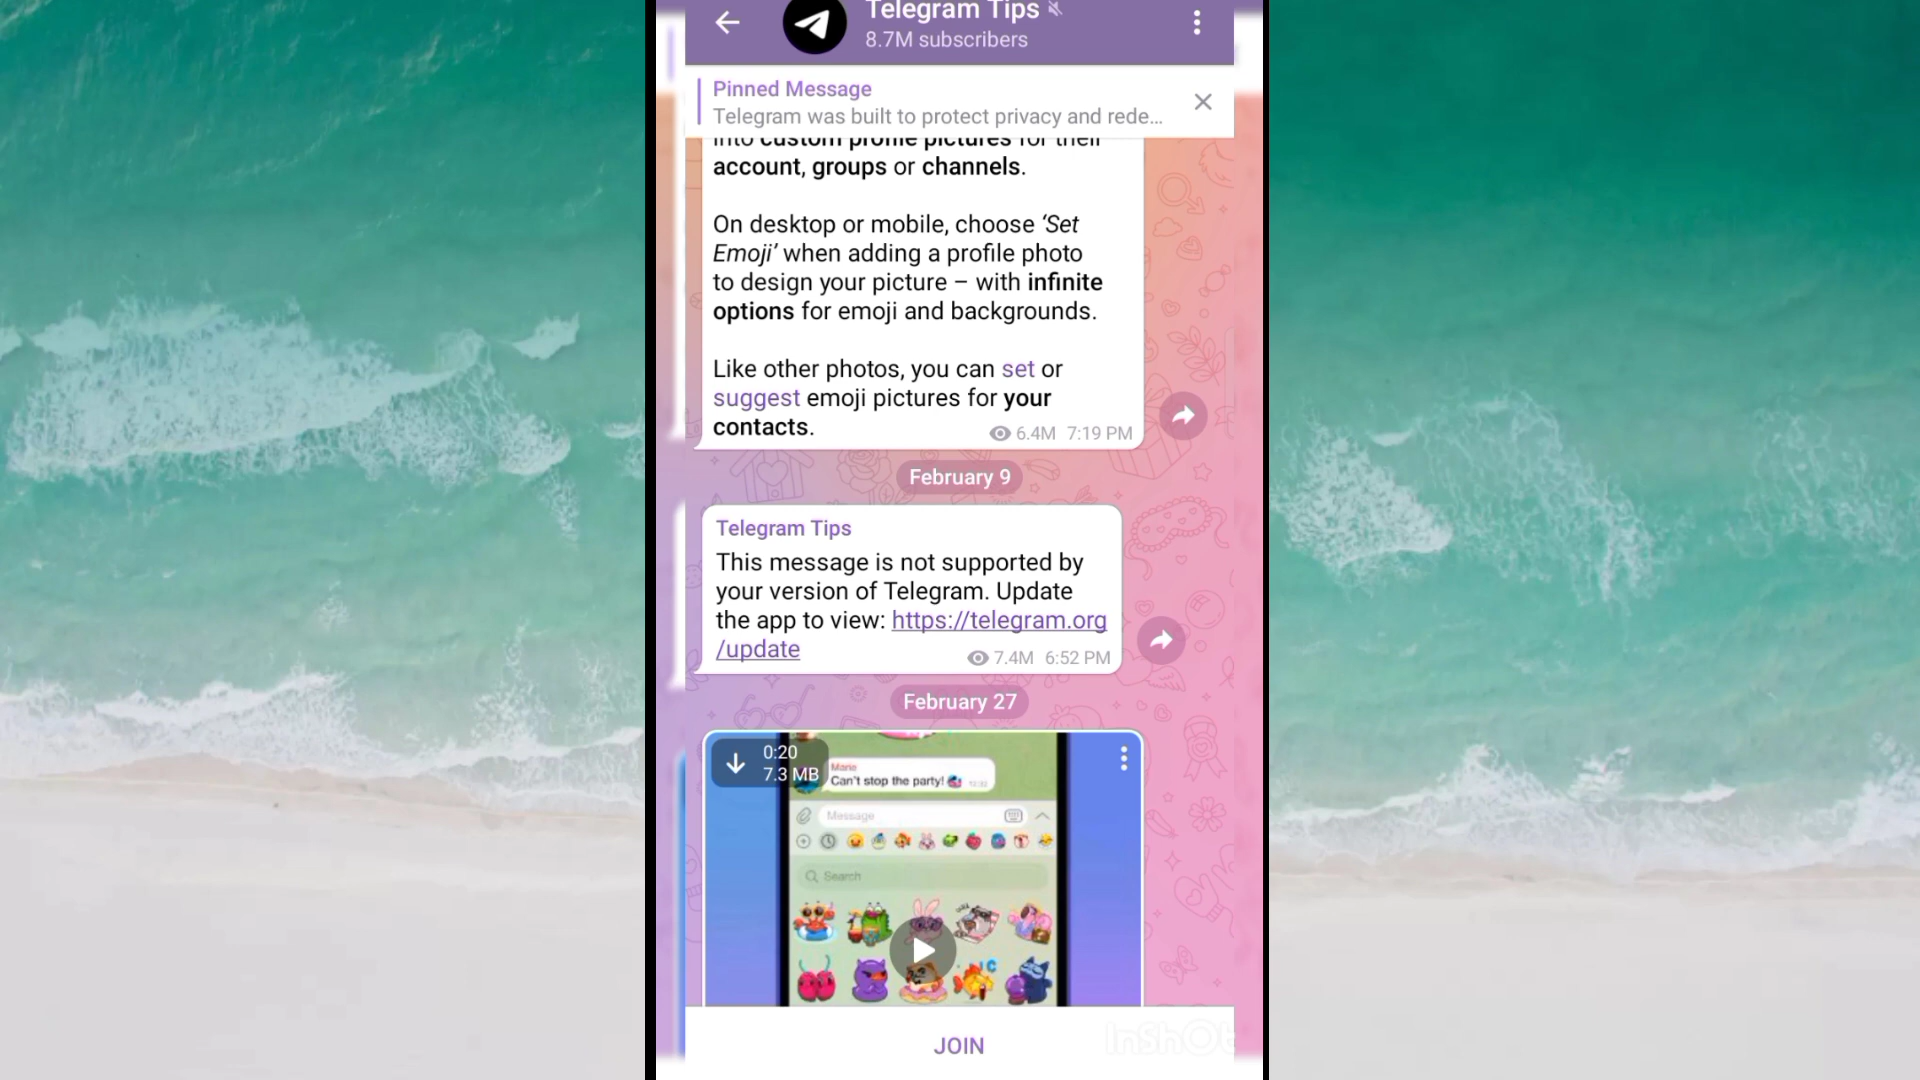 Telegram Tips
8.7M subscribers
Pinned Message
Telegram was built to protect privacy and rede...
into custom profile pictures for their
account, groups or channels.
On desktop or mobile, choose ‘Set
Emoji’ when adding a profile photo
to design your picture – with infinite
options for emoji and backgrounds.
Like other photos, you can set or
suggest emoji pictures for your
contacts.
6.4M 7:19 PM
February 9
Telegram Tips
This message is not supported by
your version of Telegram. Update
the app to view: https://telegram.org
/update
7.4M 6:52 PM
February 27
0:20
7.3 MB
Marie
Can't stop the party!
Message
Search
JOIN
InShOt